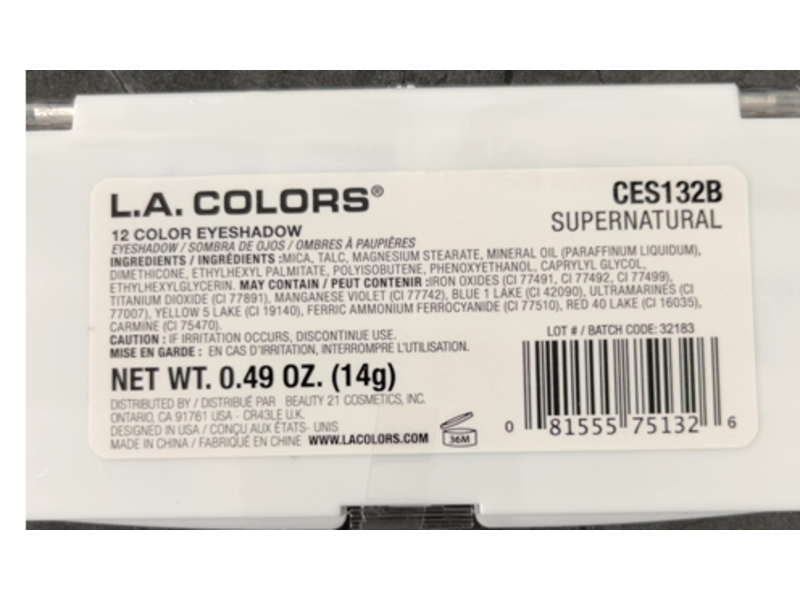 L.A. COLORS®
CES132B
SUPERNATURAL
12 COLOR EYESHADOW
EYESHADOW / SOMBRA DE OJOS / OMBRES À PAUPIÈRES
INGREDIENTS / INGRÉDIENTS :MICA, TALC, MAGNESIUM STEARATE, MINERAL OIL (PARAFFINUM LIQUIDUM),
DIMETHICONE, ETHYLHEXYL PALMITATE, POLYISOBUTENE, PHENOXYETHANOL, CAPRYLYL GLYCOL,
ETHYLHEXYLGLYCERIN. MAY CONTAIN / PEUT CONTENIR :IRON OXIDES (CI 77491, CI 77492, CI 77499),
TITANIUM DIOXIDE (CI 77891), MANGANESE VIOLET (CI 77742), BLUE 1 LAKE (CI 42090), ULTRAMARINES (CI
77007), YELLOW 5 LAKE (CI 19140), FERRIC AMMONIUM FERROCYANIDE (CI 77510), RED 40 LAKE (CI 16035),
CARMINE (CI 75470).
CAUTION : IF IRRITATION OCCURS, DISCONTINUE USE.
MISE EN GARDE : EN CAS D'IRRITATION, INTERROMPRE L'UTILISATION.
LOT # / BATCH CODE: 32183
NET WT. 0.49 OZ. (14g)
DISTRIBUTED BY / DISTRIBUÉ PAR BEAUTY 21 COSMETICS, INC.
ONTARIO, CA 91761 USA - CR43LE U.K.
DESIGNED IN USA / CONÇU AUX ÉTATS- UNIS
MADE IN CHINA / FABRIQUÉ EN CHINE WWW.LACOLORS.COM
36M
0 81555 75132 6